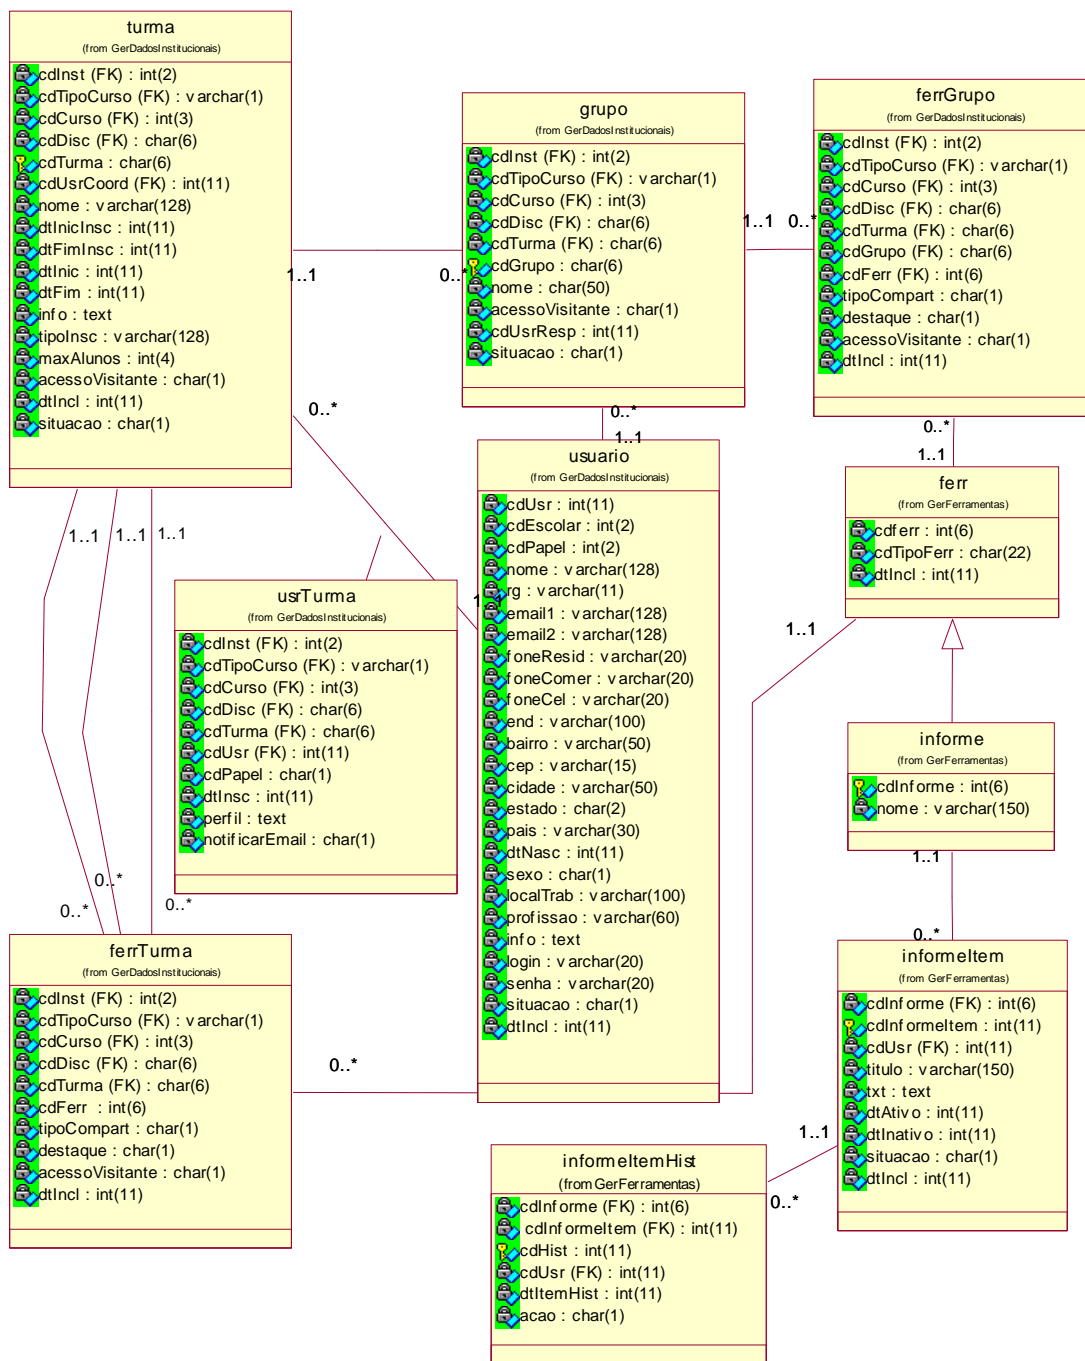 turma
(from GerDadosInstitucionais)
cdInst (FK) : int(2)
cdTipoCurso (FK) : varchar(1)
cdCurso (FK) : int(3)
cdDisc (FK) : char(6)
cdTurma : char(6)
cdUsrCoord (FK) : int(11)
nome : varchar(128)
dtInicInsc : int(11)
dtFimInsc : int(11)
dtInic : int(11)
dtFim : int(11)
info : text
tipoInsc : varchar(128)
maxAlunos : int(4)
acessoVisitante : char(1)
dtIncl : int(11)
situacao : char(1)
grupo
(from GerDadosInstitucionais)
cdInst (FK) : int(2)
cdTipoCurso (FK) : varchar(1)
cdCurso (FK) : int(3)
cdDisc (FK) : char(6)
cdTurma (FK) : char(6)
cdGrupo : char(6)
nome : char(50)
acessoVisitante : char(1)
cdUsrResp : int(11)
situacao : char(1)
ferrGrupo
(from GerDadosInstitucionais)
cdInst (FK) : int(2)
cdTipoCurso (FK) : varchar(1)
cdCurso (FK) : int(3)
cdDisc (FK) : char(6)
cdTurma (FK) : char(6)
cdGrupo (FK) : char(6)
cdFerr (FK) : int(6)
tipoCompart : char(1)
destaque : char(1)
acessoVisitante : char(1)
dtIncl : int(11)
1..1
0..*
1..1
0..*
0..*
1..1
0..*
0..*
1..1
usuario
(from GerDadosInstitucionais)
cdUsr : int(11)
cdEscolar : int(2)
cdPapel : int(2)
nome : varchar(128)
rg : varchar(11)
email1 : varchar(128)
email2 : varchar(128)
foneResid : varchar(20)
foneComer : varchar(20)
foneCel : varchar(20)
end : varchar(100)
bairro : varchar(50)
cep : varchar(15)
cidade : varchar(50)
estado : char(2)
pais : varchar(30)
dtNasc : int(11)
sexo : char(1)
localTrab : varchar(100)
profissao : varchar(60)
info : text
login : varchar(20)
senha : varchar(20)
situacao : char(1)
dtIncl : int(11)
ferr
(from GerFerramentas)
cdferr : int(6)
cdTipoFerr : char(22)
dtIncl : int(11)
1..1
1..1
1..1
1..1
1..1
usrTurma
(from GerDadosInstitucionais)
cdInst (FK) : int(2)
cdTipoCurso (FK) : varchar(1)
cdCurso (FK) : int(3)
cdDisc (FK) : char(6)
cdTurma (FK) : char(6)
cdUsr (FK) : int(11)
cdPapel : char(1)
dtInsc : int(11)
perfil : text
notificarEmail : char(1)
informe
(from GerFerramentas)
cdInforme : int(6)
nome : varchar(150)
0..*
0..*
0..*
1..1
0..*
ferrTurma
(from GerDadosInstitucionais)
cdInst (FK) : int(2)
cdTipoCurso (FK) : varchar(1)
cdCurso (FK) : int(3)
cdDisc (FK) : char(6)
cdTurma (FK) : char(6)
cdFerr : int(6)
tipoCompart : char(1)
destaque : char(1)
acessoVisitante : char(1)
dtIncl : int(11)
0..*
informeItem
(from GerFerramentas)
cdInforme (FK) : int(6)
cdInformeItem : int(11)
cdUsr (FK) : int(11)
titulo : varchar(150)
txt : text
dtAtivo : int(11)
dtInativo : int(11)
situacao : char(1)
dtIncl : int(11)
1..1
0..*
informeItemHist
(from GerFerramentas)
cdInforme (FK) : int(6)
cdInformeItem (FK) : int(11)
cdHist : int(11)
cdUsr (FK) : int(11)
dtItemHist : int(11)
acao : char(1)